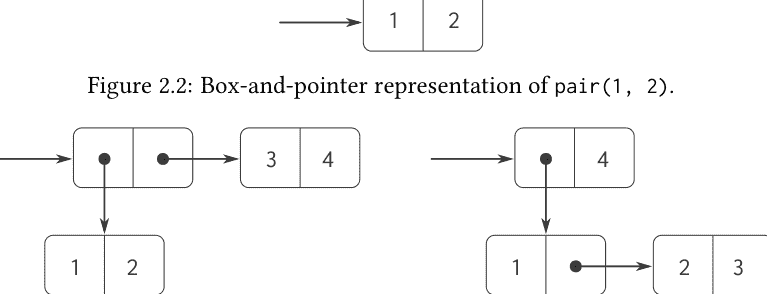 1 2
Figure 2.2: Box-and-pointer representation of pair(1, 2).
3 4 4
1 2 1 2 3